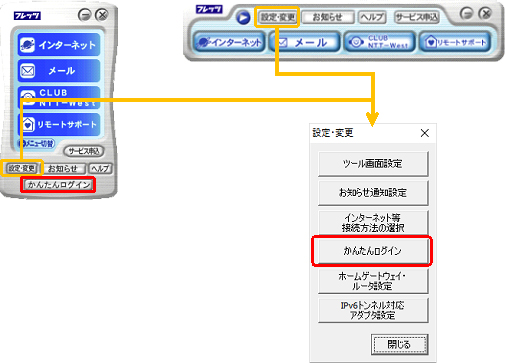 フレッツ
インターネット
メール
CLUB
NTT-West
リモートサポート
メニュー切替
サービス申込
設定・変更 お知らせ ヘルプ
かんたんログイン
フレッツ
設定・変更 お知らせ ヘルプ サービス申込
インターネット メール CLUB NTT-West リモートサポート
設定・変更
ツール画面設定
お知らせ通知設定
インターネット等
接続方法の選択
かんたんログイン
ホームゲートウェイ・
ルータ設定
IPv6トンネル対応
アダプタ設定
閉じる